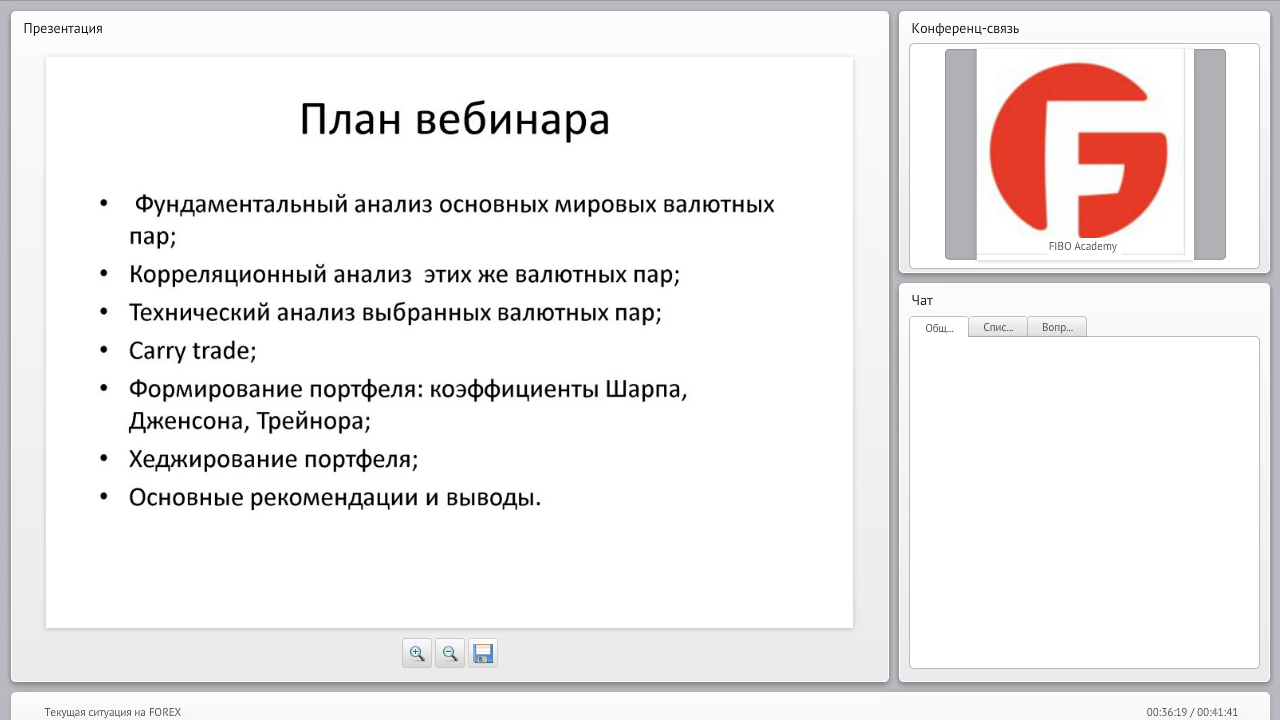 Презентация
План вебинара
• Фундаментальный анализ основных мировых валютных
пар;
• Корреляционный анализ этих же валютных пар;
• Технический анализ выбранных валютных пар;
• Carry trade;
• Формирование портфеля: коэффициенты Шарпа,
Дженсона, Трейнора;
• Хеджирование портфеля;
• Основные рекомендации и выводы.
Конференц-связь
FIBO Academy
Чат
Общ... Спис... Вопр...
Текущая ситуация на FOREX
00:36:19 / 00:41:41